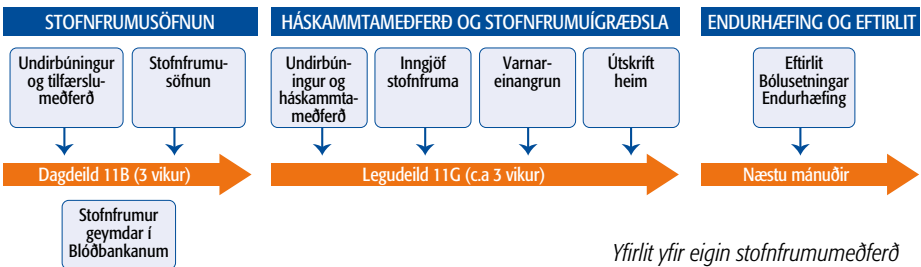 STOFNFRUMUSÖFNUN
Undirbúningur
og tilfærslu-
meðferð
Stofnfrumu-
söfnun
Dagdeild 11B (3 vikur)
Stofnfrumur
geymdar í
Blóðbankanum
HÁSKAMMTAMEÐFERÐ OG STOFNFRUMUÍGRÆÐSLA
Undirbún-
ingur og
háskammta-
meðferð
Inngjöf
stofnfruma
Varnar-
einangrun
Útskrift
heim
Legudeild 11G (c.a 3 vikur)
ENDURHÆFING OG EFTIRLIT
Eftirlit
Bólusetningar
Endurhæfing
Næstu mánuðir
Yfirlit yfir eigin stofnfrumumeðferð